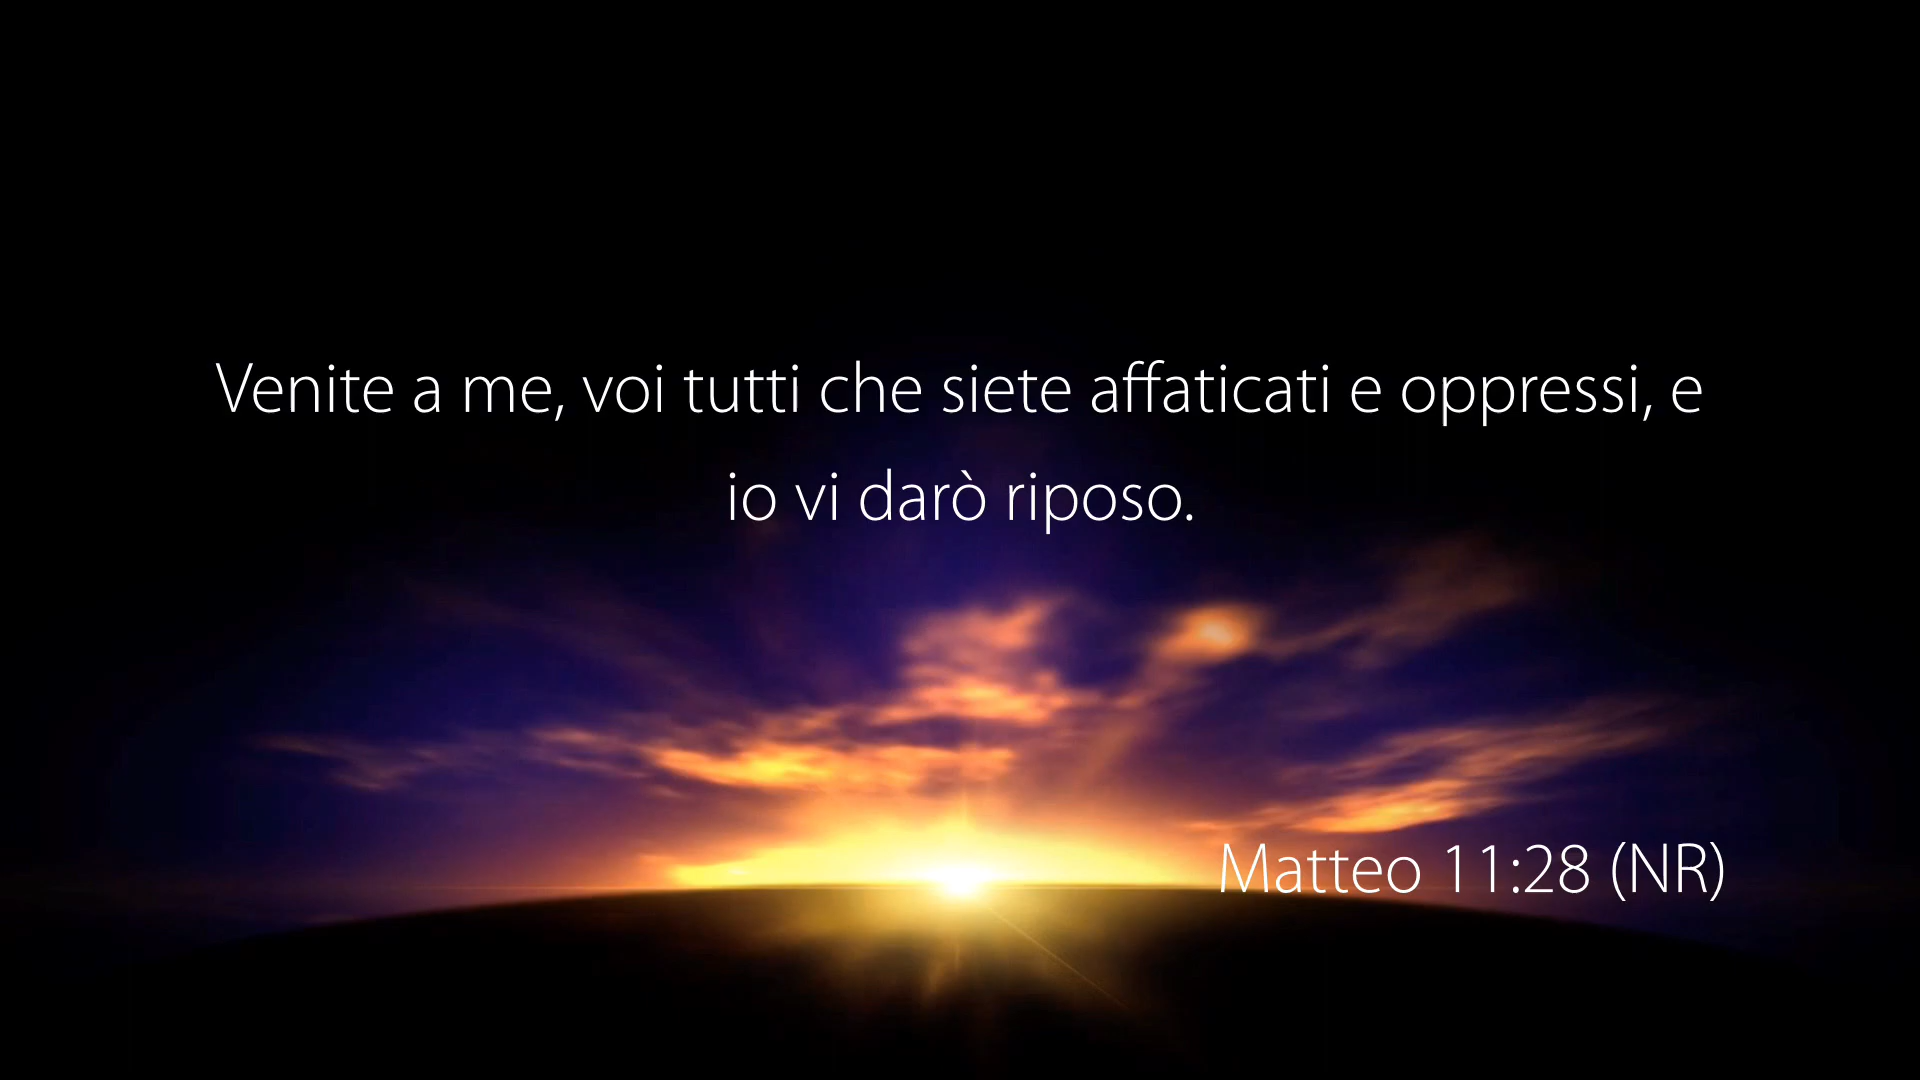 Venite a me, voi tutti che siete affaticati e oppressi, e
io vi darò riposo.
Matteo 11:28 (NR)